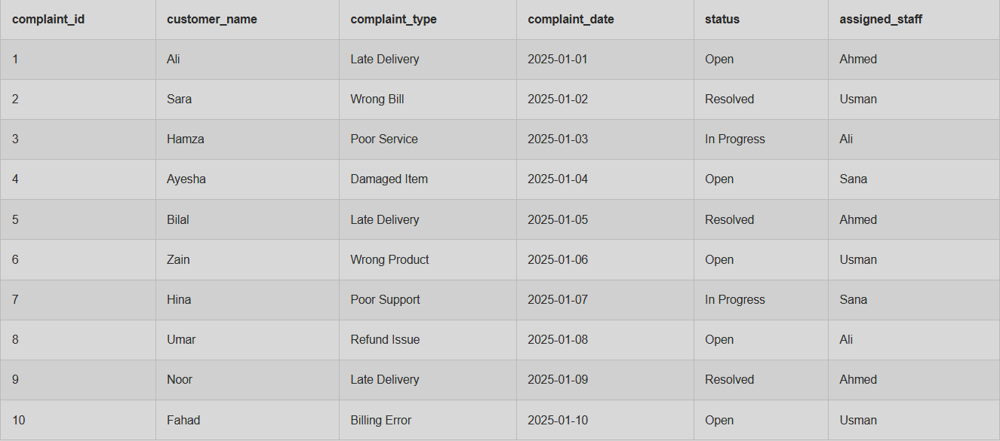 complaint_id customer_name complaint_type complaint_date status assigned_staff
1 Ali Late Delivery 2025-01-01 Open Ahmed
2 Sara Wrong Bill 2025-01-02 Resolved Usman
3 Hamza Poor Service 2025-01-03 In Progress Ali
4 Ayesha Damaged Item 2025-01-04 Open Sana
5 Bilal Late Delivery 2025-01-05 Resolved Ahmed
6 Zain Wrong Product 2025-01-06 Open Usman
7 Hina Poor Support 2025-01-07 In Progress Sana
8 Umar Refund Issue 2025-01-08 Open Ali
9 Noor Late Delivery 2025-01-09 Resolved Ahmed
10 Fahad Billing Error 2025-01-10 Open Usman